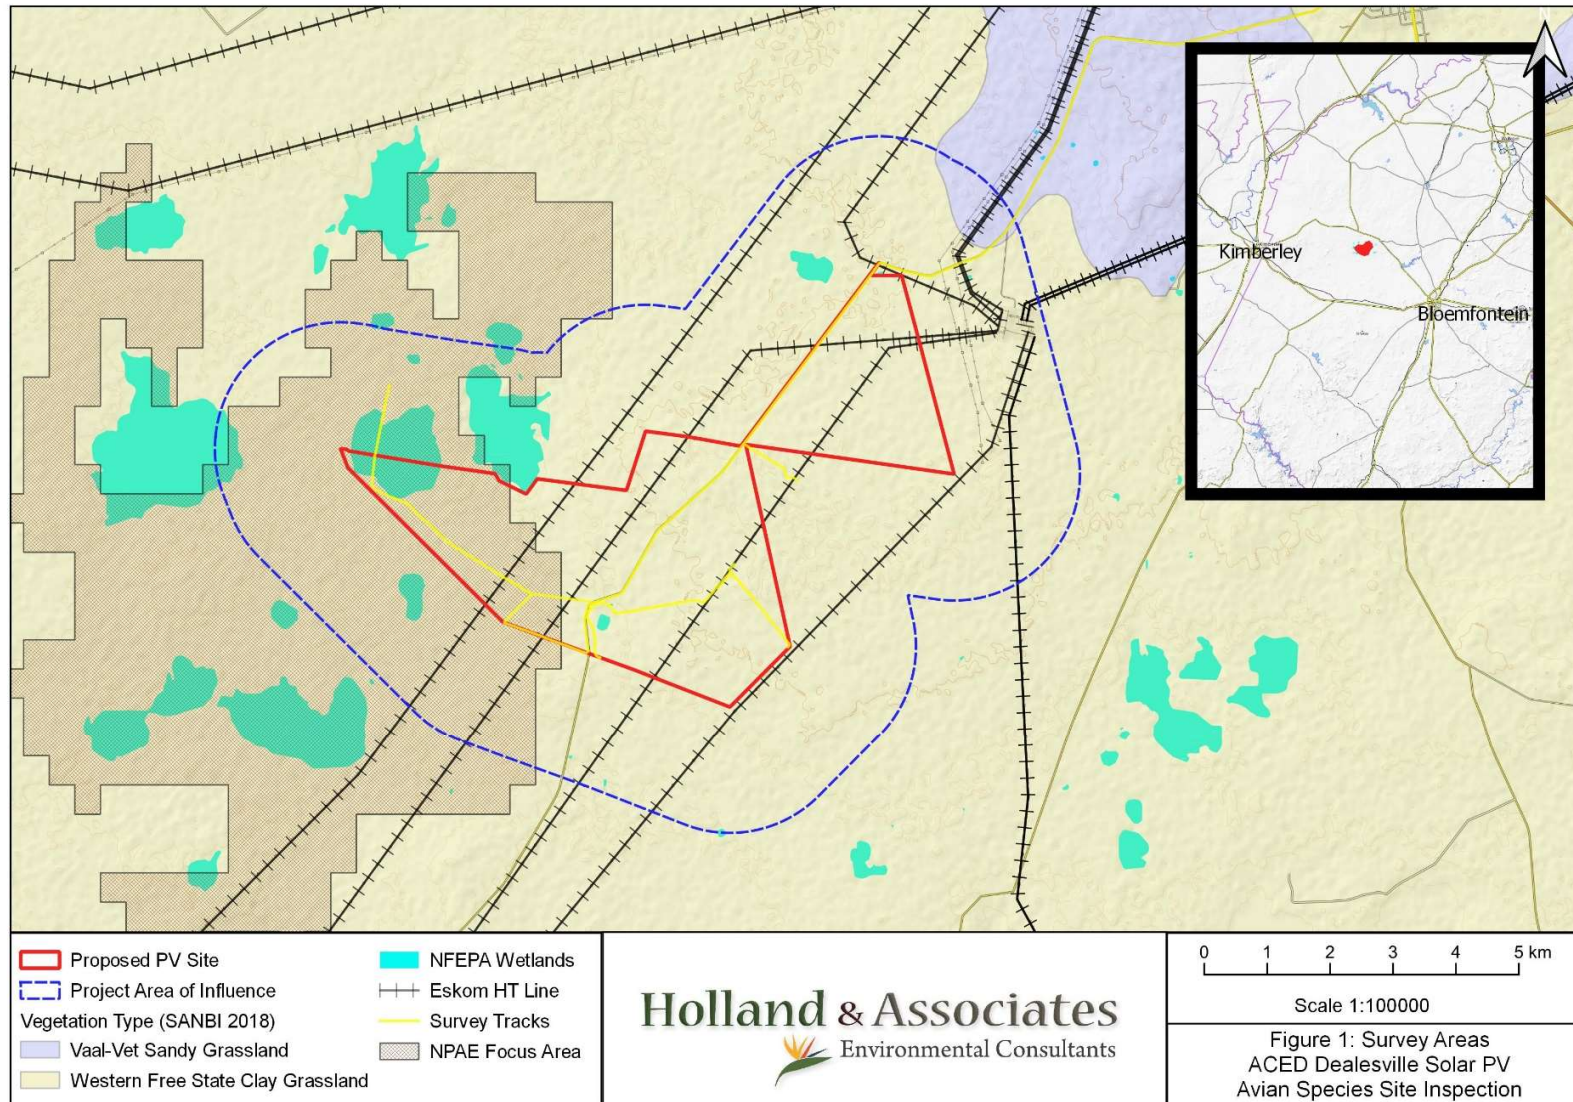 Kimberley
Bloemfontein
Proposed PV Site
Project Area of Influence
Vegetation Type (SANBI 2018)
Vaal-Vet Sandy Grassland
Western Free State Clay Grassland
NFEPA Wetlands
Eskom HT Line
Survey Tracks
NPAE Focus Area
Holland & Associates
Environmental Consultants
0 1 2 3 4 5 km
Scale 1:100000
Figure 1: Survey Areas
ACED Dealesville Solar PV
Avian Species Site Inspection